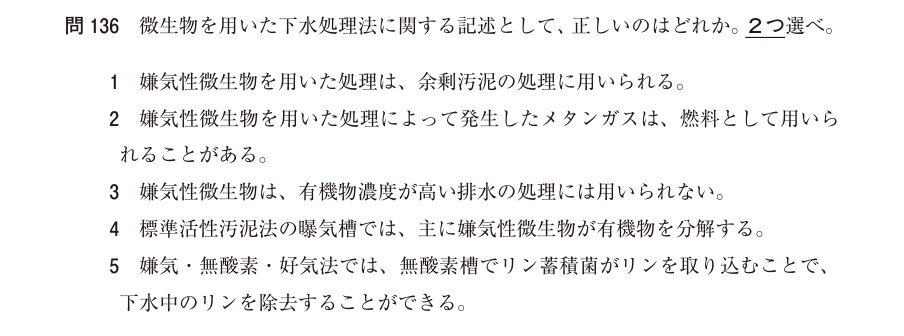 問 136 微生物を用いた下水処理法に関する記述として、正しいのはどれか。２つ選べ。
1 嫌気性微生物を用いた処理は、余剰汚泥の処理に用いられる。
2 嫌気性微生物を用いた処理によって発生したメタンガスは、燃料として用いら
れることがある。
3 嫌気性微生物は、有機物濃度が高い排水の処理には用いられない。
4 標準活性汚泥法の曝気槽では、主に嫌気性微生物が有機物を分解する。
5 嫌気・無酸素・好気法では、無酸素槽でリン蓄積菌がリンを取り込むことで、
下水中のリンを除去することができる。